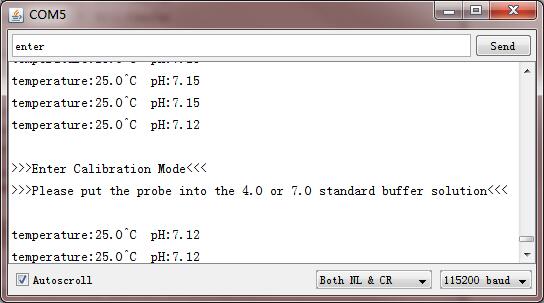 COM5
enter
Send
temperature:25.0^C pH:7.15
temperature:25.0^C pH:7.15
temperature:25.0^C pH:7.12
>>>Enter Calibration Mode<<<
>>>Please put the probe into the 4.0 or 7.0 standard buffer solution<<<
temperature:25.0^C pH:7.12
temperature:25.0^C pH:7.12
Autoscroll
Both NL & CR
115200 baud